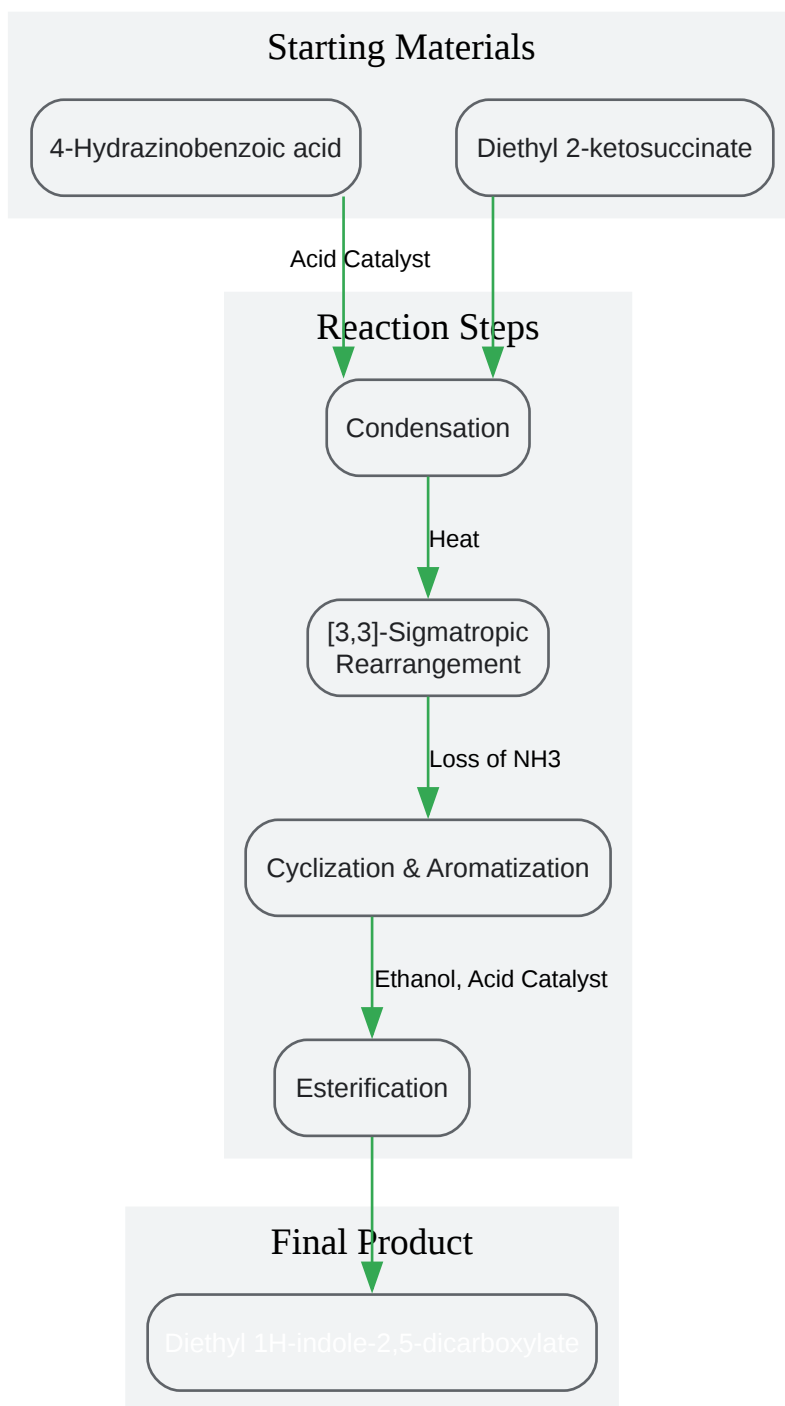 Starting Materials
4-Hydrazinobenzoic acid
Diethyl 2-ketosuccinate
Acid Catalyst
Reaction Steps
Condensation
Heat
[3,3]-Sigmatropic
Rearrangement
Loss of NH3
Cyclization & Aromatization
Ethanol, Acid Catalyst
Esterification
Final Product
Diethyl 1H-indole-2,5-dicarboxylate